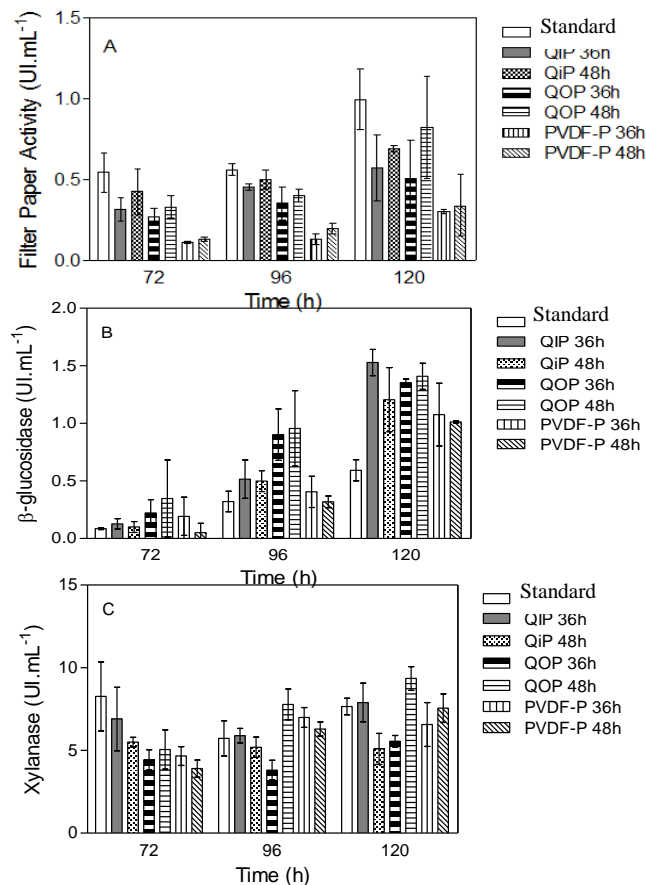 1.5
1.0
0.5
0.0
Filter Paper Activity (UI.mL-1)
A
72
96
120
Time (h)
Standard
QIP 36h
QiP 48h
QOP 36h
QOP 48h
PVDF-P 36h
PVDF-P 48h
2.0
1.5
1.0
0.5
0.0
β-glucosidase (UI.mL-1)
B
72
96
120
Time (h)
Standard
QIP 36h
QiP 48h
QOP 36h
QOP 48h
PVDF-P 36h
PVDF-P 48h
15
10
5
0
Xylanase (UI.mL-1)
C
72
96
120
Time (h)
Standard
QIP 36h
QiP 48h
QOP 36h
QOP 48h
PVDF-P 36h
PVDF-P 48h